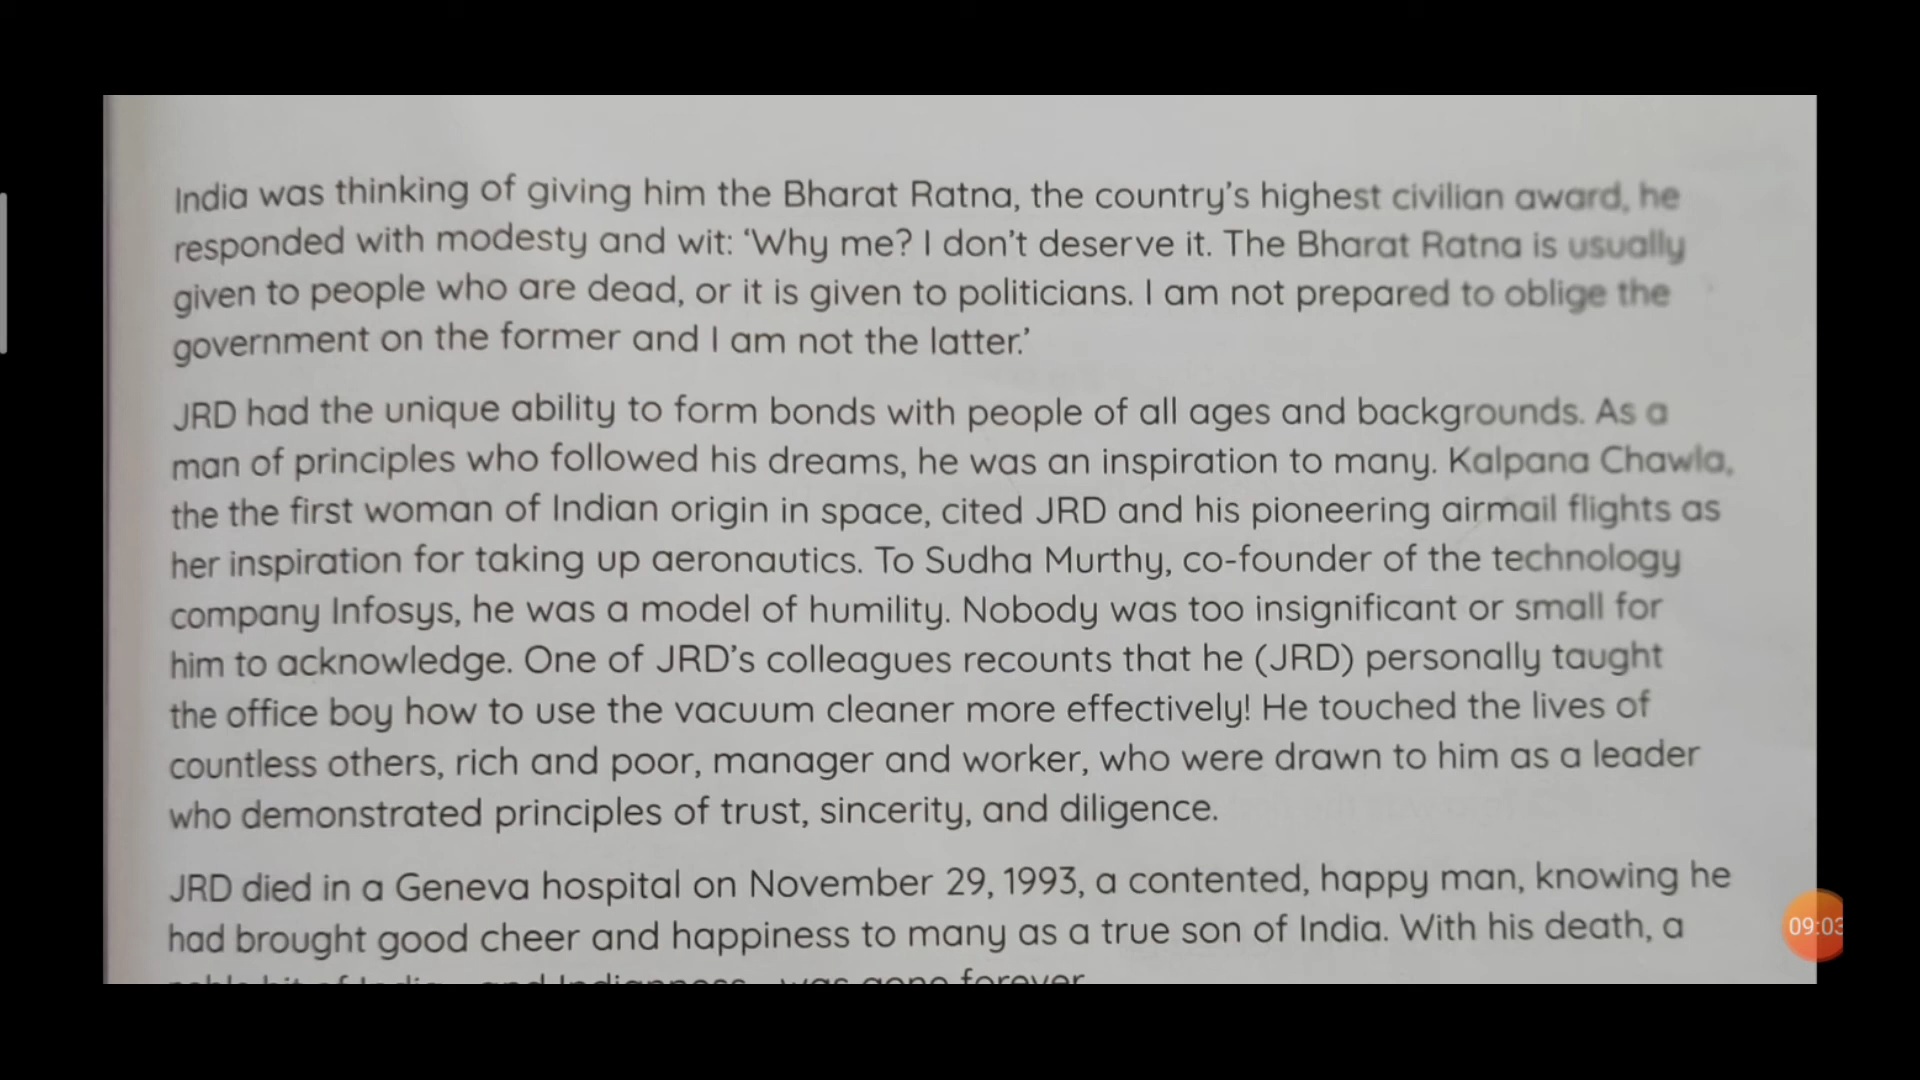 India was thinking of giving him the Bharat Ratna, the country's highest civilian award, he
responded with modesty and wit: ‘Why me? I don't deserve it. The Bharat Ratna is usually
given to people who are dead, or it is given to politicians. I am not prepared to oblige the
government on the former and I am not the latter.’
JRD had the unique ability to form bonds with people of all ages and backgrounds. As a
man of principles who followed his dreams, he was an inspiration to many. Kalpana Chawla,
the the first woman of Indian origin in space, cited JRD and his pioneering airmail flights as
her inspiration for taking up aeronautics. To Sudha Murthy, co-founder of the technology
company Infosys, he was a model of humility. Nobody was too insignificant or small for
him to acknowledge. One of JRD's colleagues recounts that he (JRD) personally taught
the office boy how to use the vacuum cleaner more effectively! He touched the lives of
countless others, rich and poor, manager and worker, who were drawn to him as a leader
who demonstrated principles of trust, sincerity, and diligence.
JRD died in a Geneva hospital on November 29, 1993, a contented, happy man, knowing he
had brought good cheer and happiness to many as a true son of India. With his death, a
was gone forever
09:03